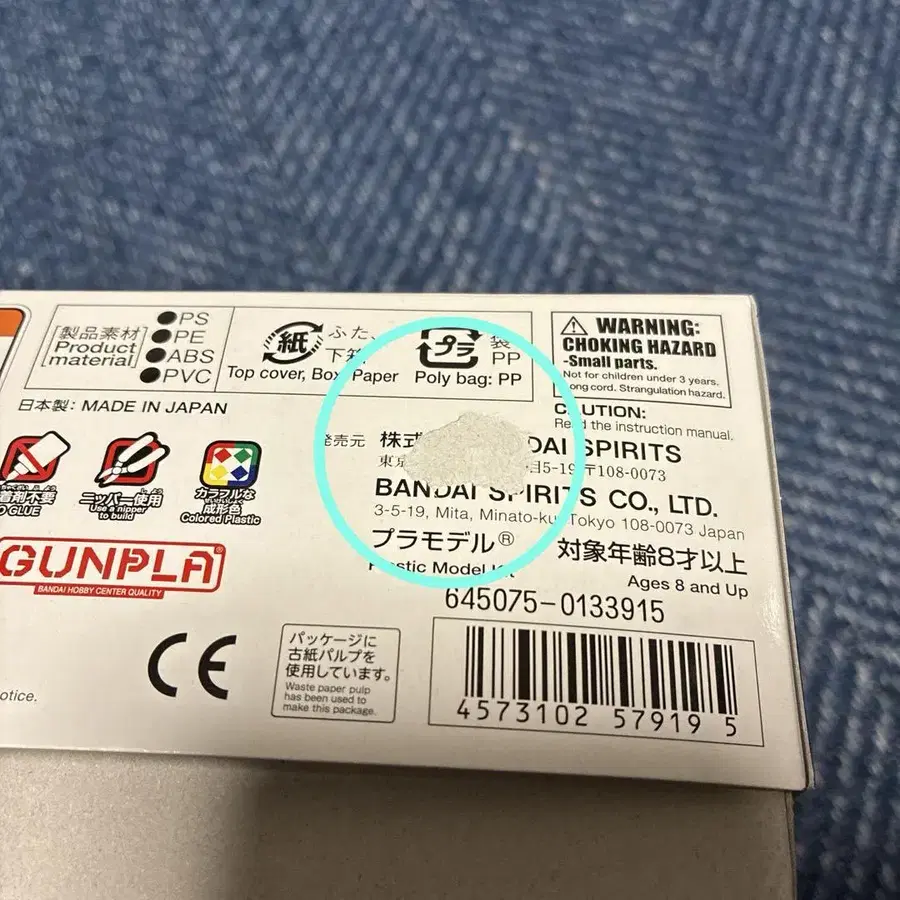 [製品素材]
Product
material
●PS
●PE
●ABS
●PVC
紙
ふた、
下箱
Top cover, Box: Paper
プラ
袋
PP
Poly bag: PP
WARNING:
CHOKING HAZARD
-Small parts.
Not for children under 3 years.
Long cord. Strangulation hazard.
CAUTION:
Read the instruction manual.
日本製: MADE IN JAPAN
発売元
株式
DAI SPIRITS
5-19 〒108-0073
BANDAI SPIRITS CO., LTD.
3-5-19, Mita, Minato-ku, Tokyo 108-0073 Japan
着剤不要
O GLUE
ニッパー使用
Use a nipper
to build
カラフルな
成形色
Colored Plastic
プラモデル®
対象年齢8才以上
Plastic Model Kit
Ages 8 and Up
GUNPLA®
BANDAI HOBBY CENTER QUALITY
645075-0133915
CE
パッケージに
古紙パルプを
使用しています。
Waste paper pulp
has been used to
make this package.
otice.
4573102 57919 5